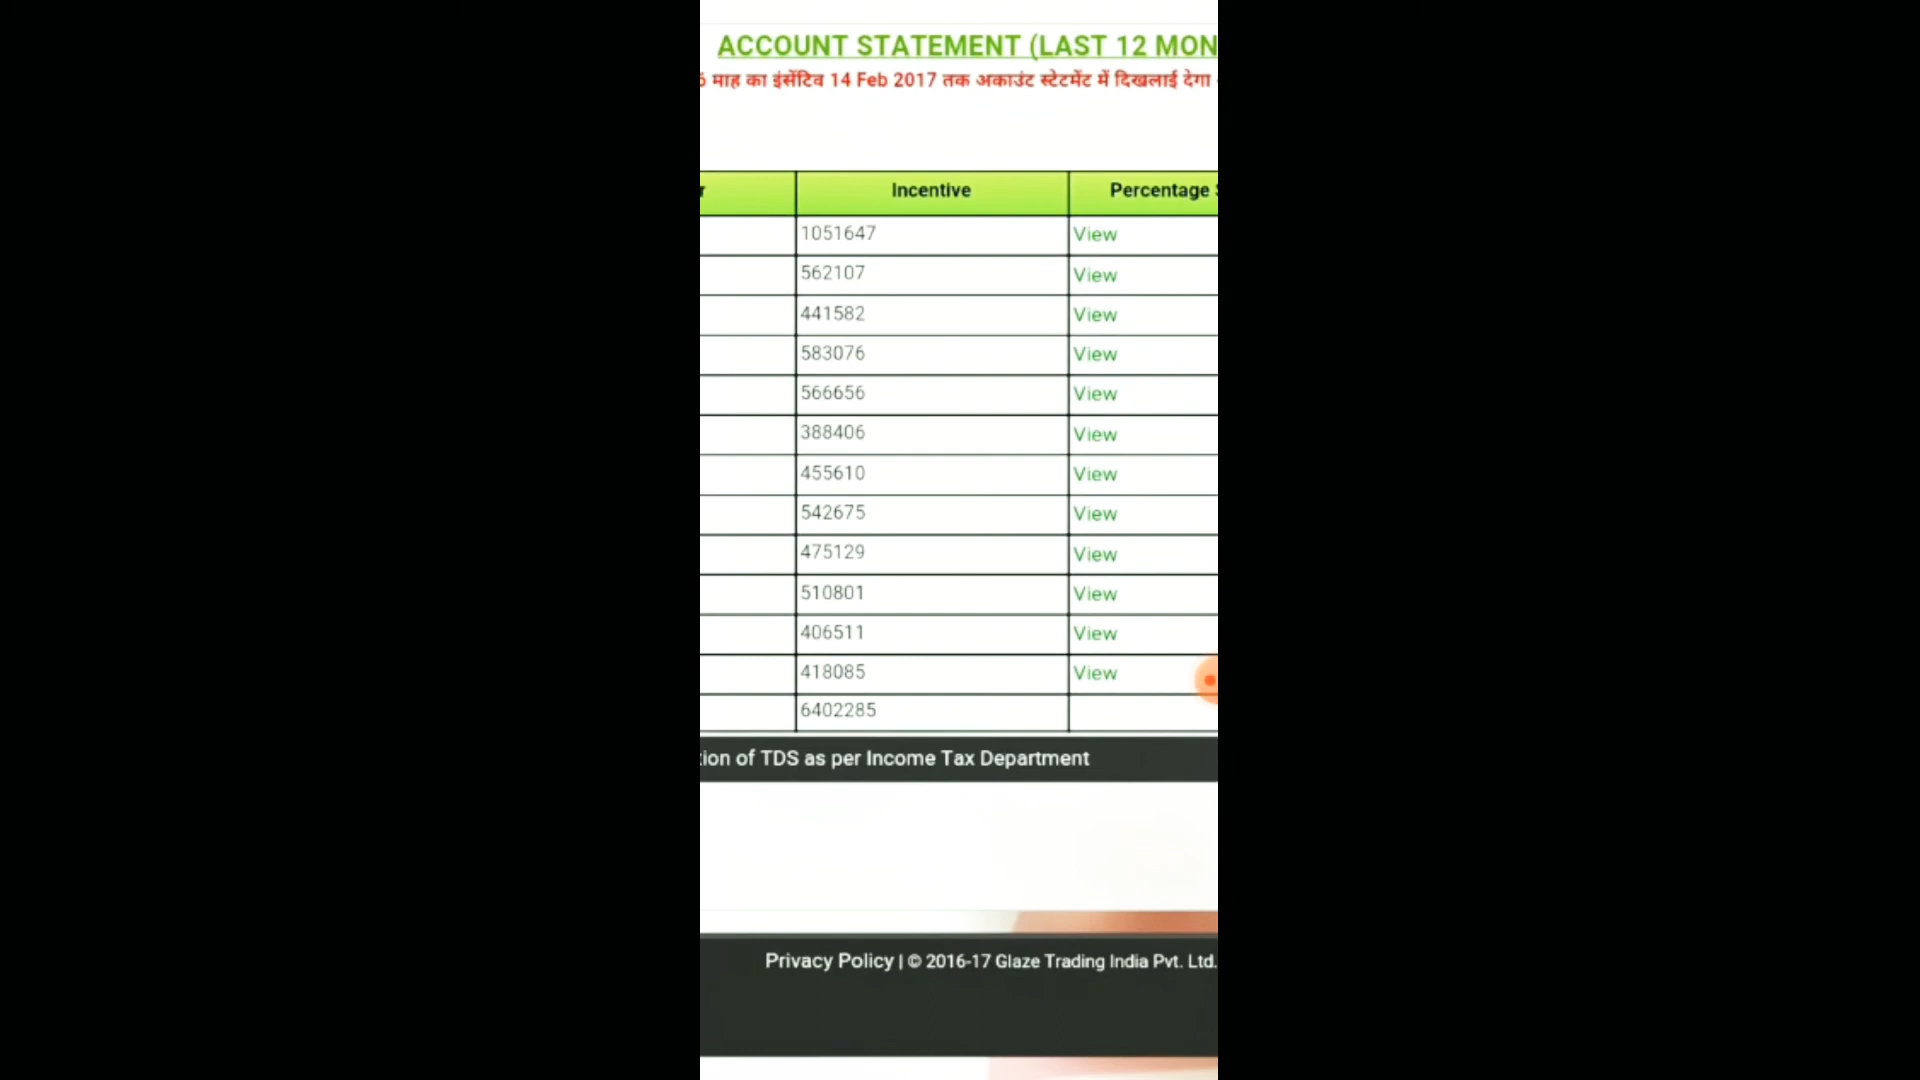 ACCOUNT STATEMENT (LAST 12 MON
माह का इंसेंटिव 14 Feb 2017 तक अकाउंट स्टेटमेंट में दिखलाई देगा
Incentive Percentage
1051647 View
562107 View
441582 View
583076 View
566656 View
388406 View
455610 View
542675 View
475129 View
510801 View
406511 View
418085 View
6402285
tion of TDS as per Income Tax Department
Privacy Policy | © 2016-17 Glaze Trading India Pvt. Ltd.